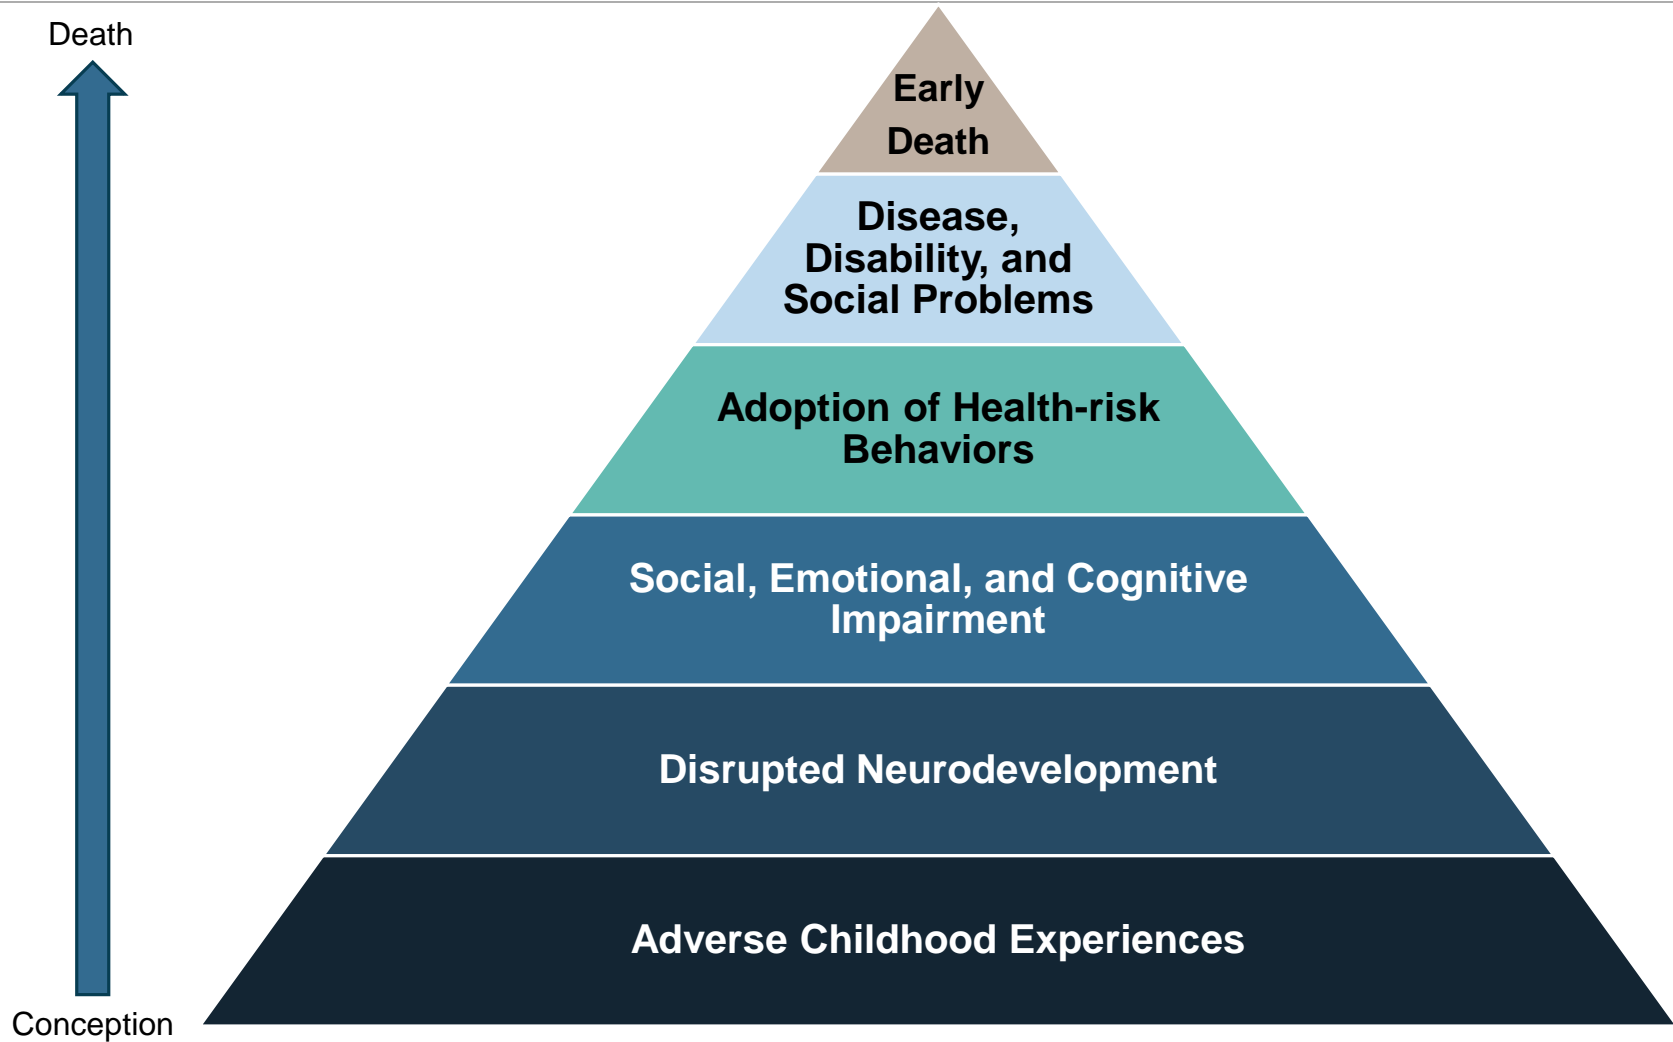 Death
Early
Death
Disease,
Disability, and
Social Problems
Adoption of Health-risk
Behaviors
Social, Emotional, and Cognitive
Impairment
Disrupted Neurodevelopment
Adverse Childhood Experiences
Conception